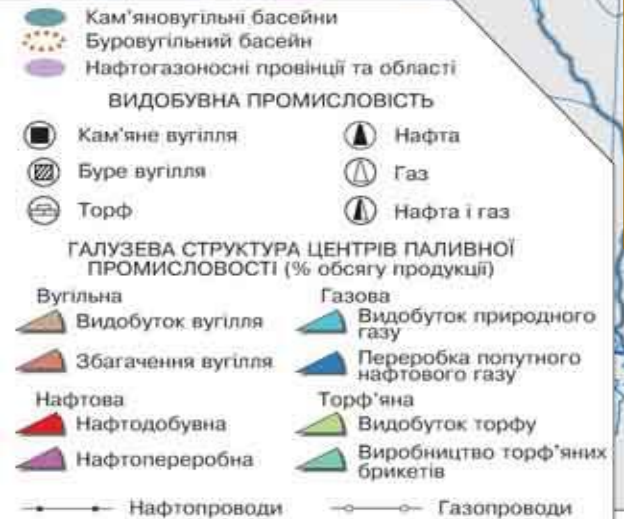 Кам'яновугільні басейни
Буровугільний басейн
Нафтогазоносні провінції та області
ВИДОБУВНА ПРОМИСЛОВІСТЬ
Кам'яне вугілля
Нафта
Буре вугілля
Газ
Торф
Нафта і газ
ГАЛУЗЕВА СТРУКТУРА ЦЕНТРІВ ПАЛИВНОЇ
ПРОМИСЛОВОСТІ (% обсягу продукції)
Вугільна
Газова
Видобуток вугілля
Видобуток природного
газу
Збагачення вугілля
Переробка попутного
нафтового газу
Нафтова
Торф'яна
Нафтодобувна
Видобуток торфу
Нафтопереробна
Виробництво торф'яних
брикетів
Нафтопроводи
Газопроводи